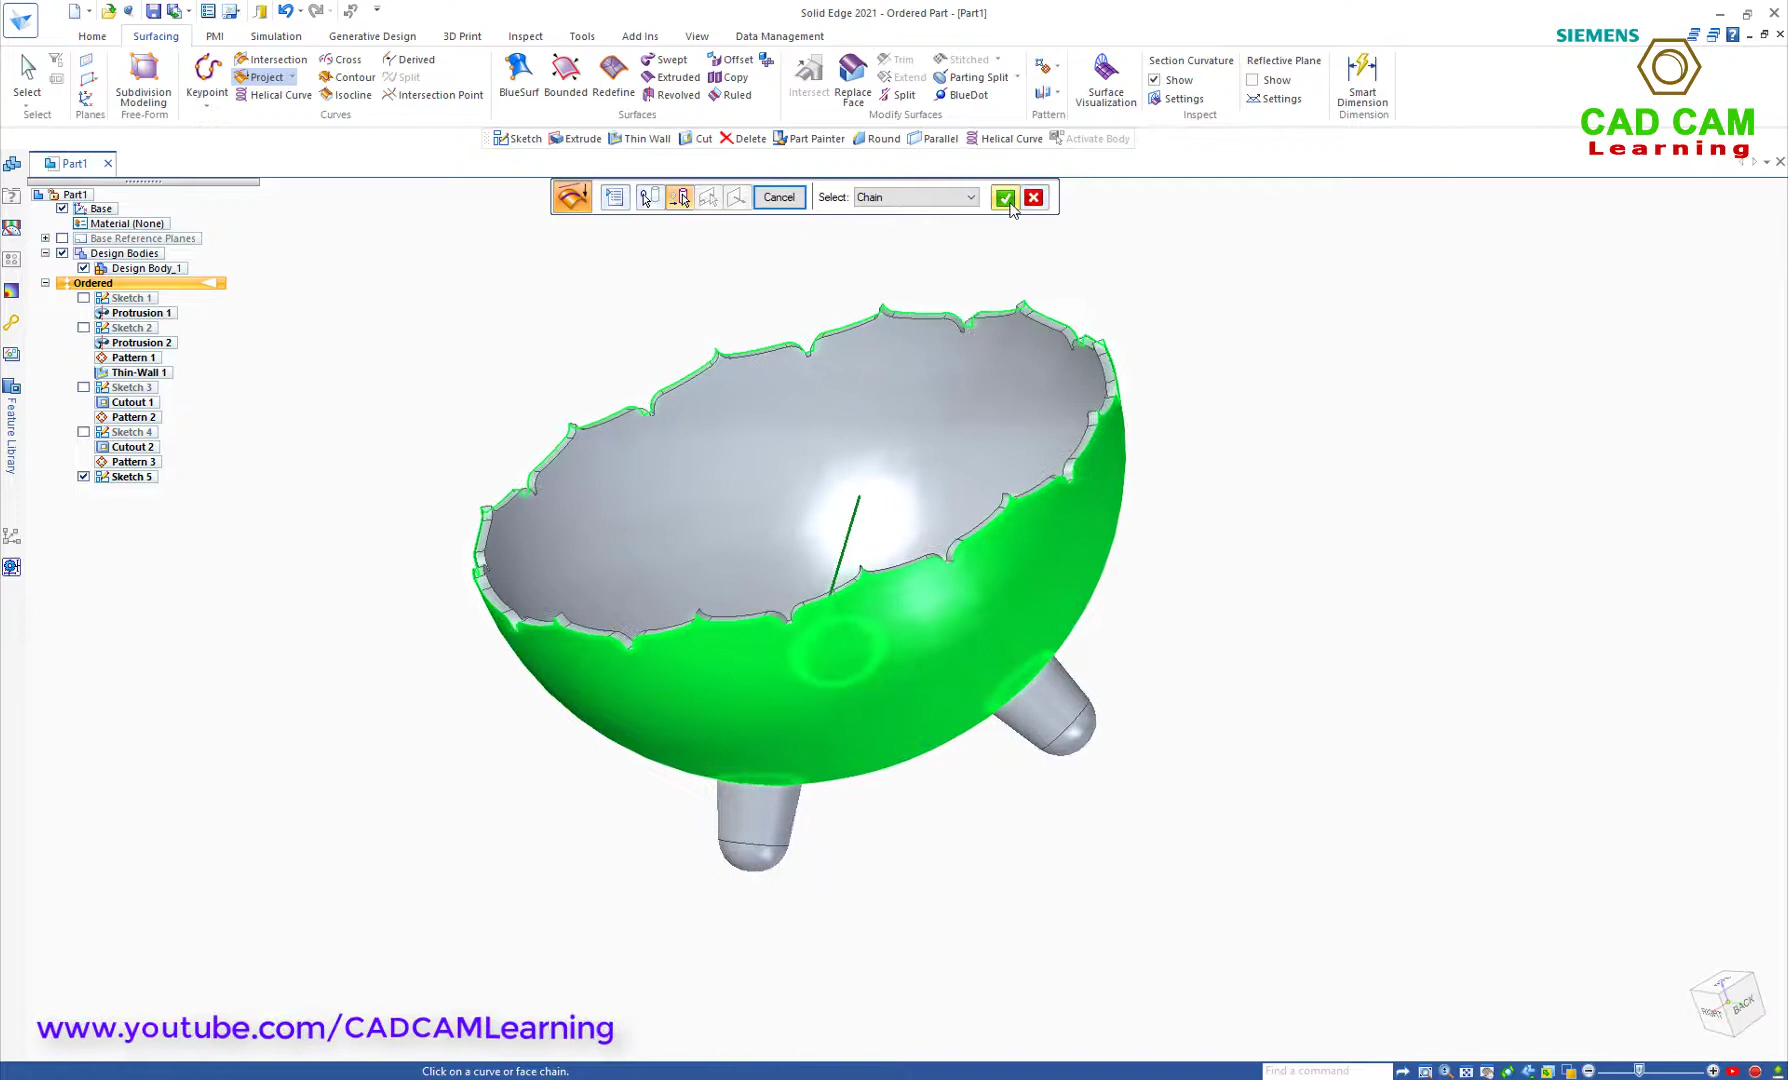 Solid Edge 2021 - Ordered Part - [Part1]
Home Surfacing PMI Simulation Generative Design 3D Print Inspect Tools Add Ins View Data Management
SIEMENS
Select
Select
Planes
Subdivision
Modeling
Free-Form
Keypoint
Intersection Cross Derived
Project Contour Split
Helical Curve Isocline Intersection Point
Curves
BlueSurf Bounded Redefine
Swept Offset
Extruded Copy
Revolved Ruled
Surfaces
Intersect Replace
Face
Trim Stitched
Extend Parting Split
Split BlueDot
Modify Surfaces
Pattern
Surface
Visualization
Section Curvature
Show
Settings
Inspect
Reflective Plane
Show
Settings
Smart
Dimension
Dimension
CAD CAM
Learning
Sketch Extrude Thin Wall Cut Delete Part Painter Round Parallel Helical Curve Activate Body
Part1
Cancel Select: Chain
Part1
Base
Material (None)
Base Reference Planes
Design Bodies
Design Body_1
Ordered
Sketch 1
Protrusion 1
Sketch 2
Protrusion 2
Pattern 1
Thin-Wall 1
Sketch 3
Cutout 1
Pattern 2
Sketch 4
Cutout 2
Pattern 3
Sketch 5
Feature Library
RIGHT BACK
www.youtube.com/CADCAMLearning
Click on a curve or face chain.
Find a command